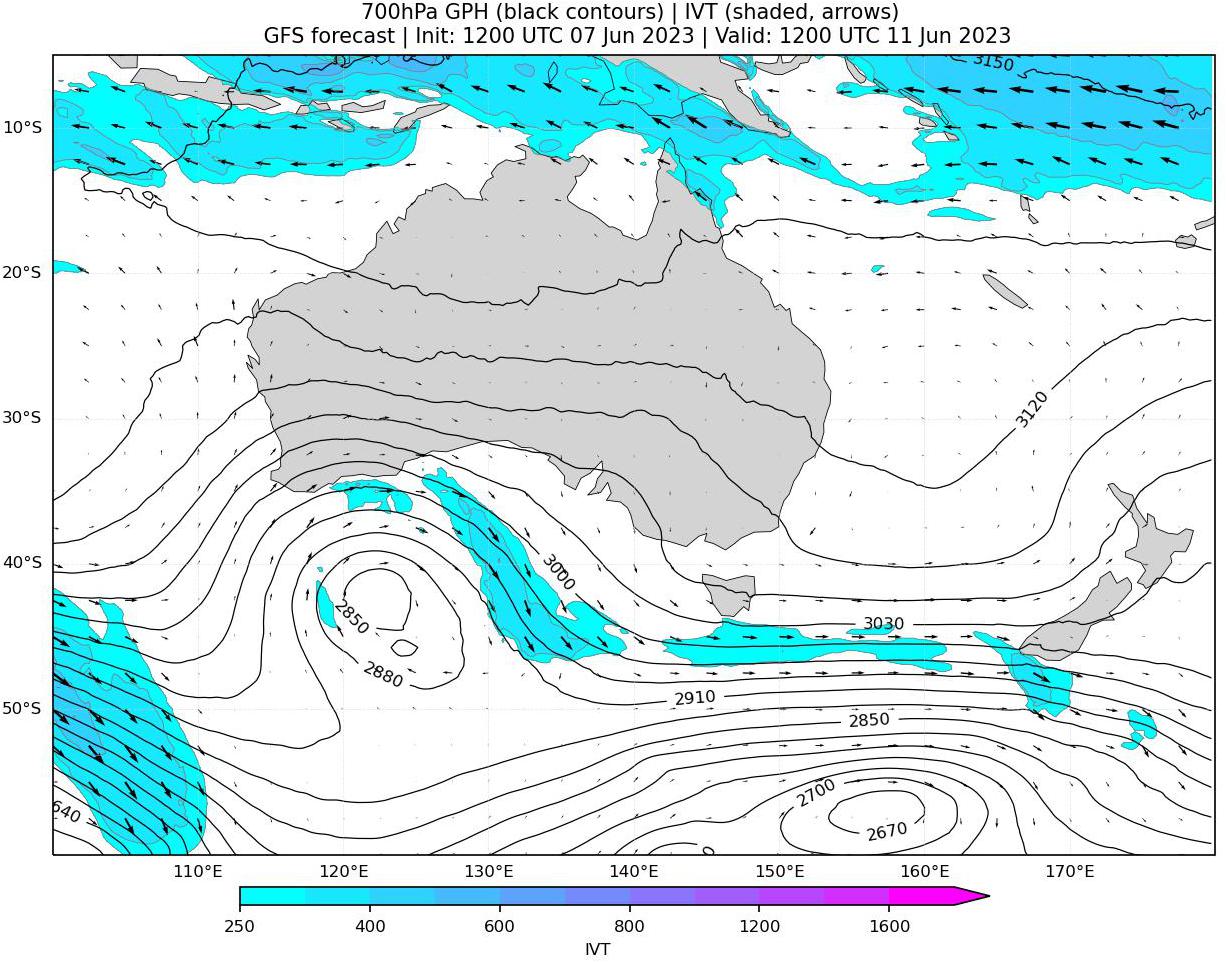 700hPa GPH (black contours) | IVT (shaded, arrows)
GFS forecast | Init: 1200 UTC 07 Jun 2023 | Valid: 1200 UTC 11 Jun 2023
3150
10°S
20°S
30°S
3120
40°S
3000
2850
3030
2880
2910
50°S
2850
2700
640
2670
0
110°E 120°E 130°E 140°E 150°E 160°E 170°E
250 400 600 800 1200 1600
IVT